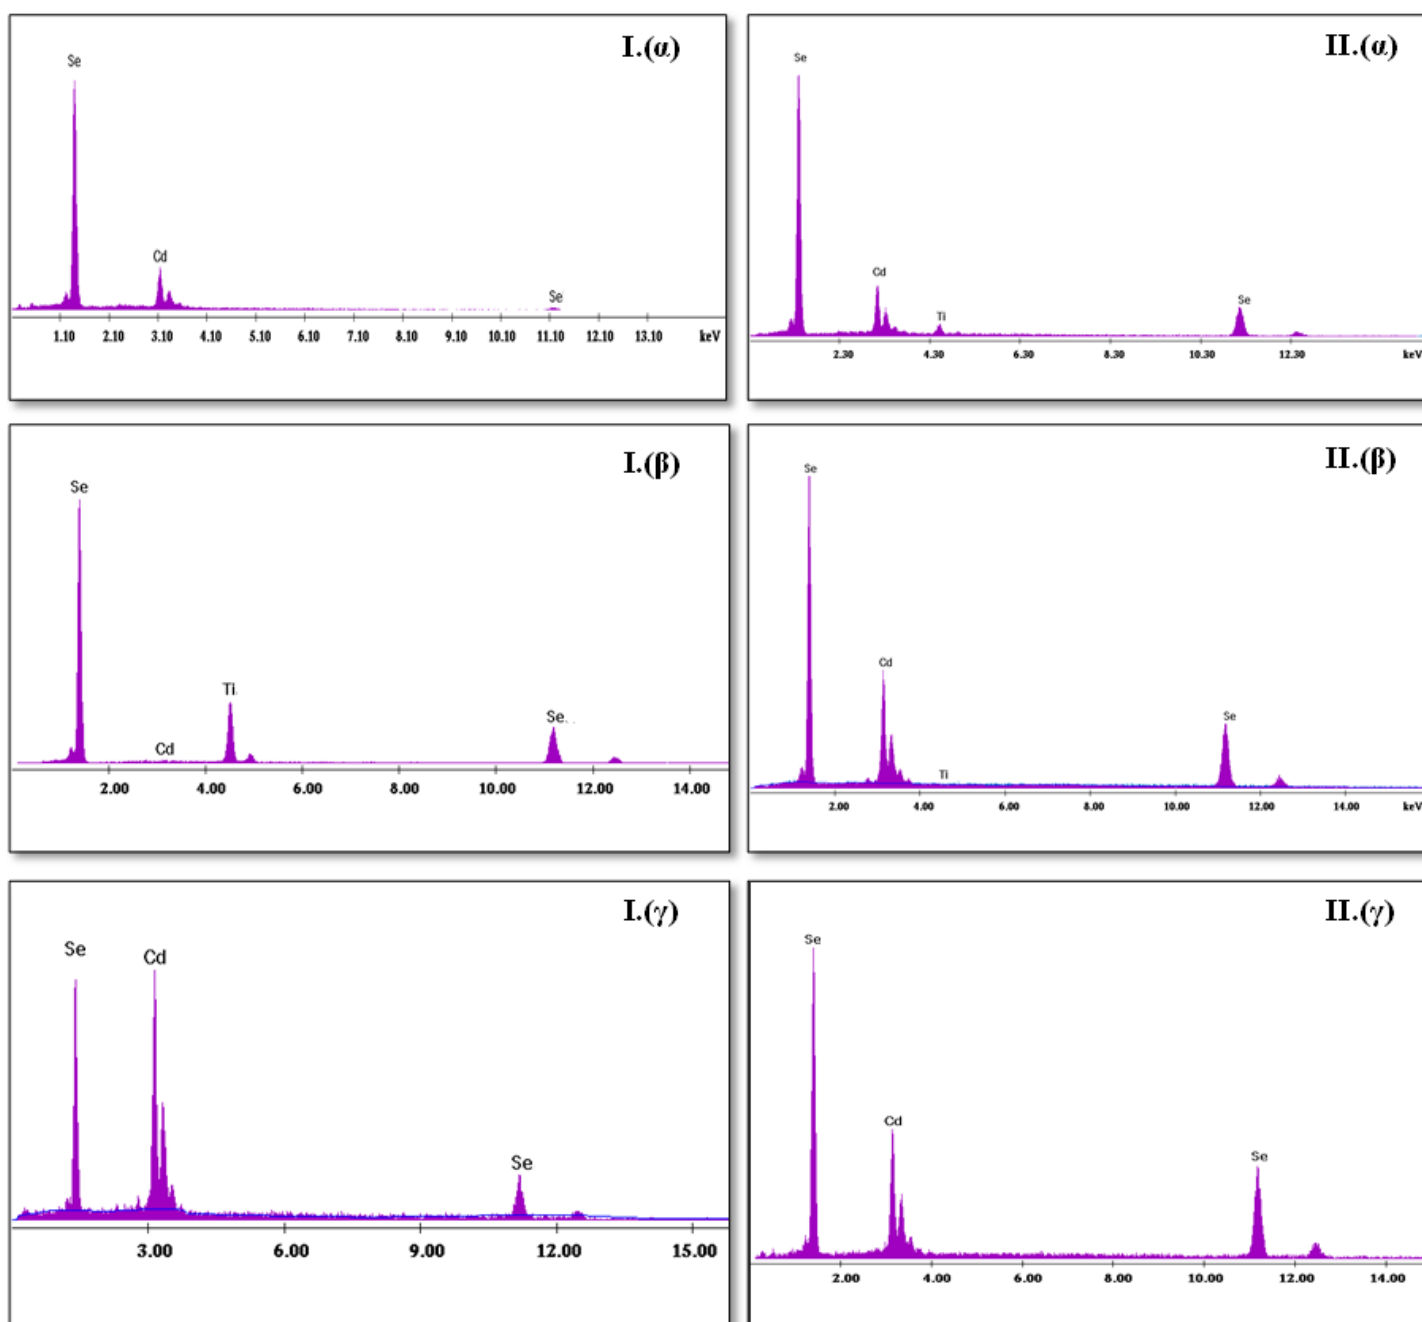 I.(α)
Se
Cd
Se
1.10 2.10 3.10 4.10 5.10 6.10 7.10 8.10 9.10 10.10 11.10 12.10 13.10 keV
II.(α)
Se
Cd
Ti
Se
2.30 4.30 6.30 8.30 10.30 12.30 keV
I.(β)
Se
Cd
Ti
Se
2.00 4.00 6.00 8.00 10.00 12.00 14.00
II.(β)
Se
Cd
Ti
Se
2.00 4.00 6.00 8.00 10.00 12.00 14.00 keV
I.(γ)
Se
Cd
Se
3.00 6.00 9.00 12.00 15.00
II.(γ)
Se
Cd
Se
2.00 4.00 6.00 8.00 10.00 12.00 14.00